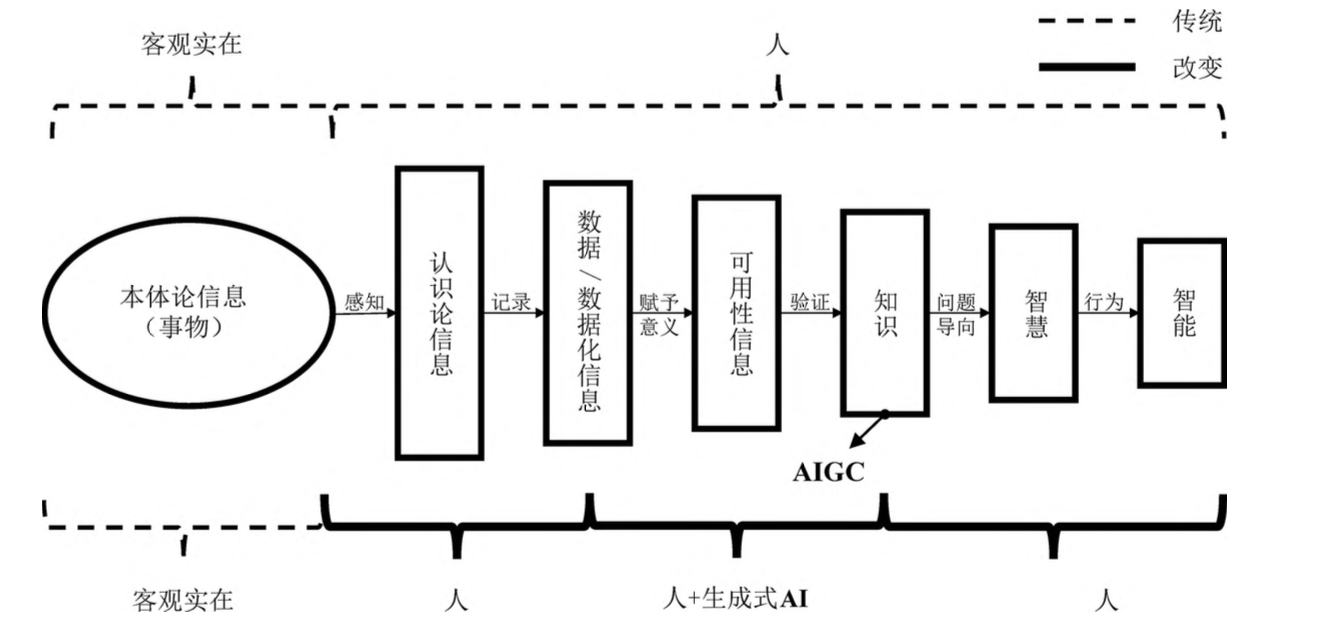 客观实在
人
传统
改变
本体论信息
（事物）
感知
认识论信息
记录
数据/数据化信息
赋予
意义
可用性信息
验证
知识
问题
导向
智慧
行为
智能
AIGC
客观实在
人
人+生成式AI
人